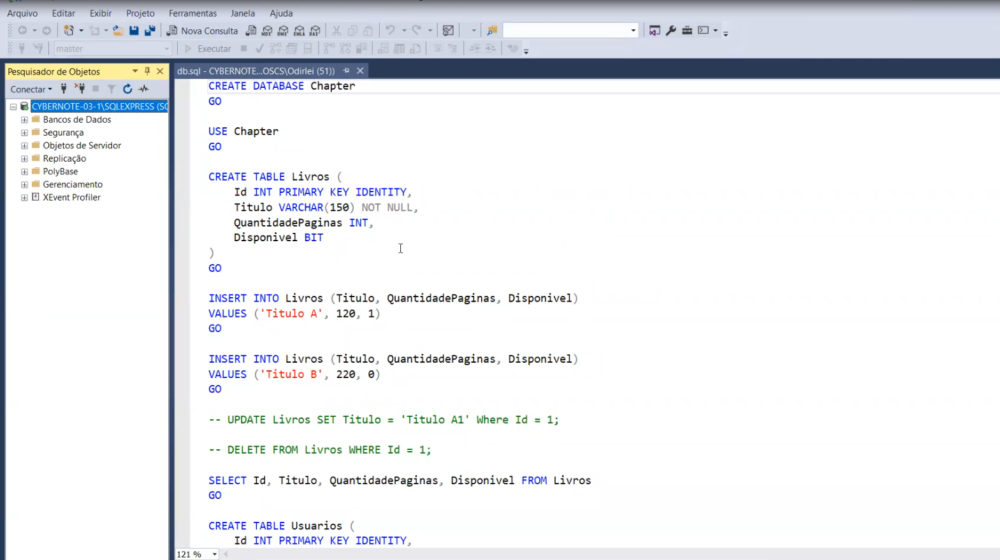 Arquivo Editar Exibir Projeto Ferramentas Janela Ajuda
Nova Consulta MDX DMX XMLA DAX
master Executar
Pesquisador de Objetos
Conectar
CYBERNOTE-03-1\SQLEXPRESS (SQ
Bancos de Dados
Segurança
Objetos de Servidor
Replicação
PolyBase
Gerenciamento
XEvent Profiler
db.sql - CYBERNOTE...OSCS\Odirlei (51))
CREATE DATABASE Chapter
GO
USE Chapter
GO
CREATE TABLE Livros (
Id INT PRIMARY KEY IDENTITY,
Titulo VARCHAR(150) NOT NULL,
QuantidadePaginas INT,
Disponivel BIT
)
GO
INSERT INTO Livros (Titulo, QuantidadePaginas, Disponivel)
VALUES ('Titulo A', 120, 1)
GO
INSERT INTO Livros (Titulo, QuantidadePaginas, Disponivel)
VALUES ('Titulo B', 220, 0)
GO
-- UPDATE Livros SET Titulo = 'Titulo A1' Where Id = 1;
-- DELETE FROM Livros WHERE Id = 1;
SELECT Id, Titulo, QuantidadePaginas, Disponivel FROM Livros
GO
CREATE TABLE Usuarios (
Id INT PRIMARY KEY IDENTITY,
121 %